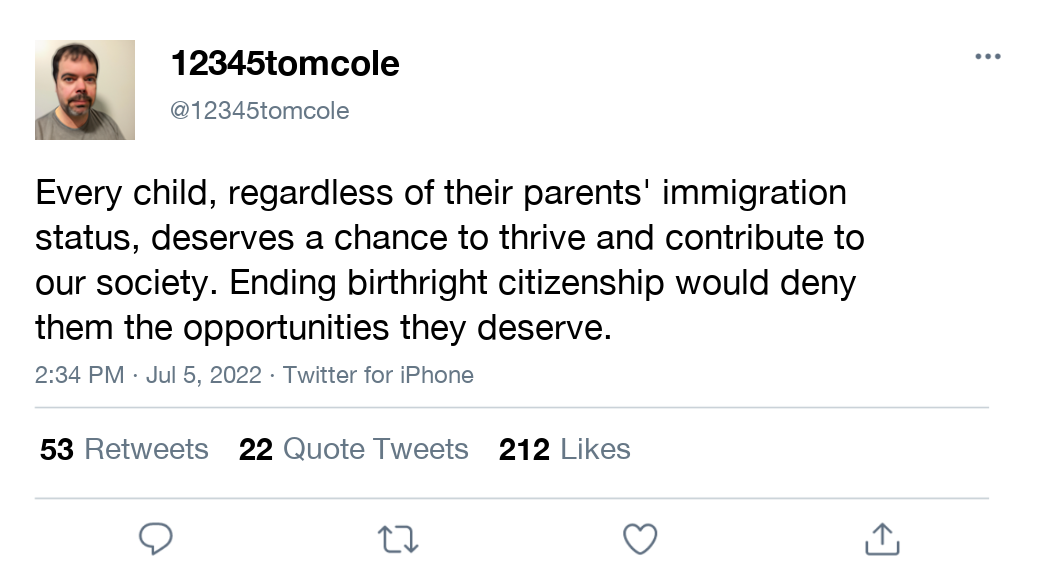 12345tomcole
@12345tomcole
Every child, regardless of their parents' immigration
status, deserves a chance to thrive and contribute to
our society. Ending birthright citizenship would deny
them the opportunities they deserve.
2:34 PM · Jul 5, 2022 · Twitter for iPhone
53 Retweets 22 Quote Tweets 212 Likes